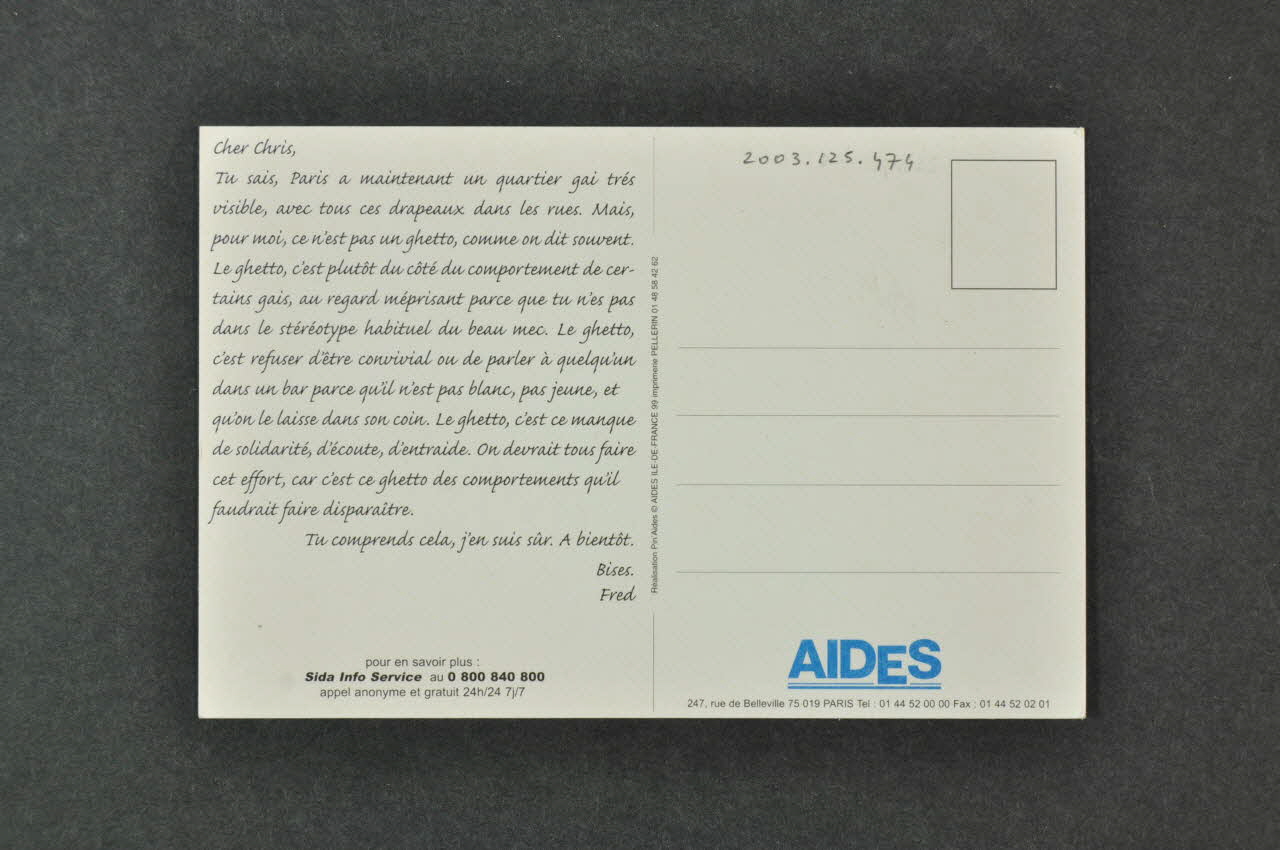 Cher Chris,
Tu sais, Paris a maintenant un quartier gai trés
visible, avec tous ces drapeaux dans les rues. Mais,
pour moi, ce n'est pas un ghetto, comme on dit souvent.
Le ghetto, c'est plutôt du côté du comportement de cer-
tains gais, au regard méprisant parce que tu n'es pas
dans le stéréotype habituel du beau mec. Le ghetto,
c'est refuser d'être convivial ou de parler à quelqu'un
dans un bar parce qu'il n'est pas blanc, pas jeune, et
qu'on le laisse dans son coin. Le ghetto, c'est ce manque
de solidarité, d'écoute, d'entraide. On devrait tous faire
cet effort, car c'est ce ghetto des comportements qu'il
faudrait faire disparaître.
Tu comprends cela, j'en suis sûr. A bientôt.
Bises.
Fred
pour en savoir plus :
Sida Info Service au 0 800 840 800
appel anonyme et gratuit 24h/24 7j/7
Réalisation Pin'Aides © AIDES ILE-DE-FRANCE 99 imprimerie PELLERIN 01 48 58 42 62
2003.125.474
AIDES
247, rue de Belleville 75 019 PARIS Tel : 01 44 52 00 00 Fax : 01 44 52 02 01